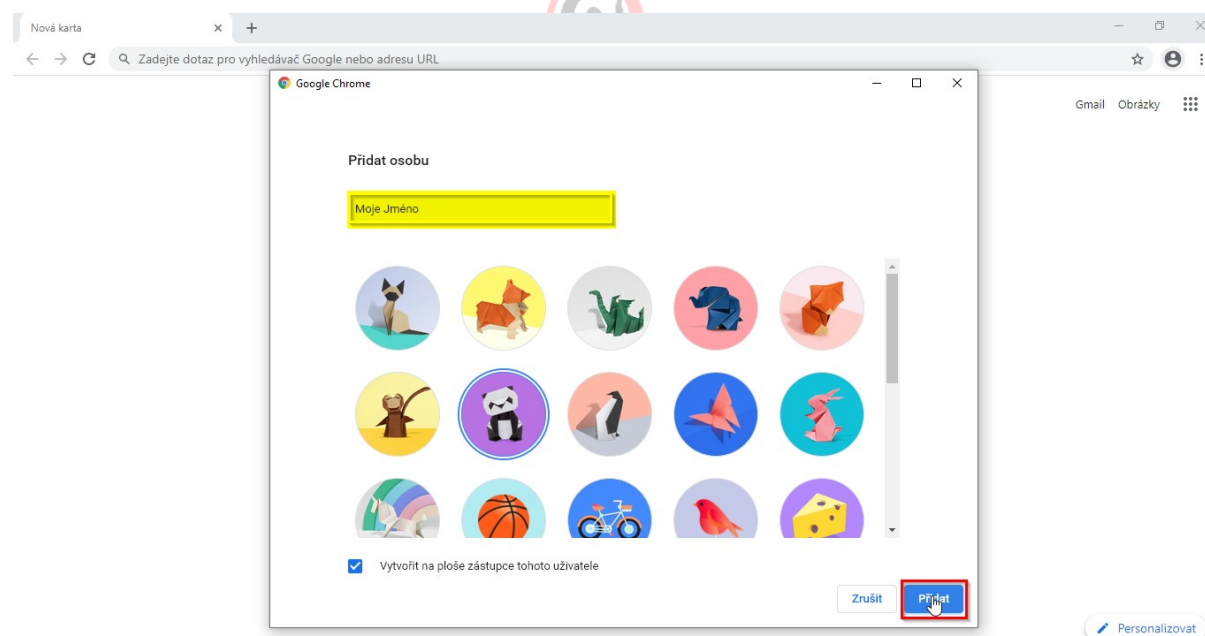 Nová karta
Zadejte dotaz pro vyhledávač Google nebo adresu URL
Google Chrome
Gmail Obrázky
Přidat osobu
Moje Jméno
Vytvořit na ploše zástupce tohoto uživatele
Zrušit Přidat
Personalizovat